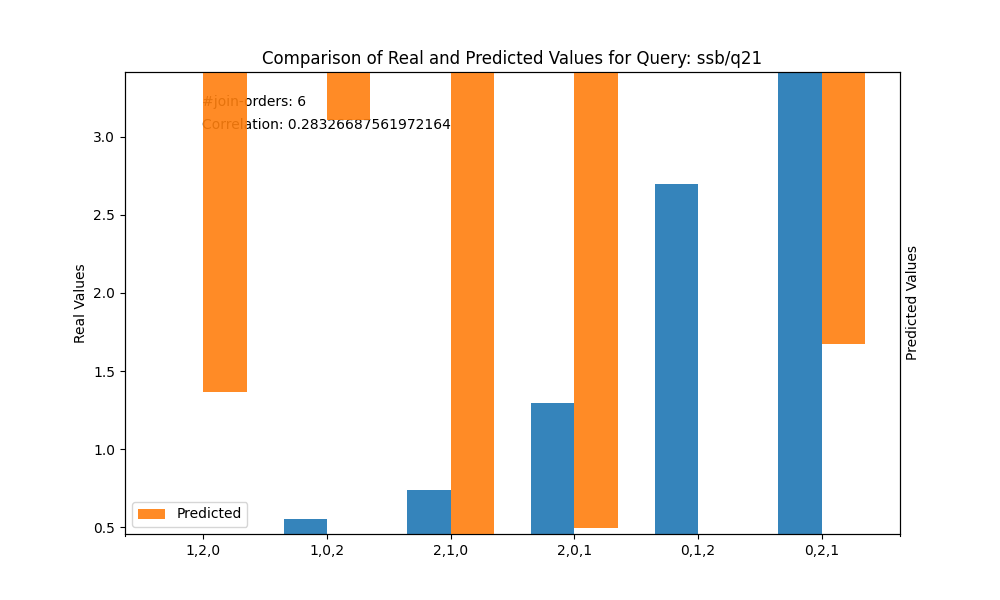 Comparison of Real and Predicted Values for Query: ssb/q21
#join-orders: 6
Correlation: 0.28326687561972164
3.0
2.5
2.0
1.5
1.0
0.5
Real Values
Predicted Values
Predicted
1,2,0
1,0,2
2,1,0
2,0,1
0,1,2
0,2,1